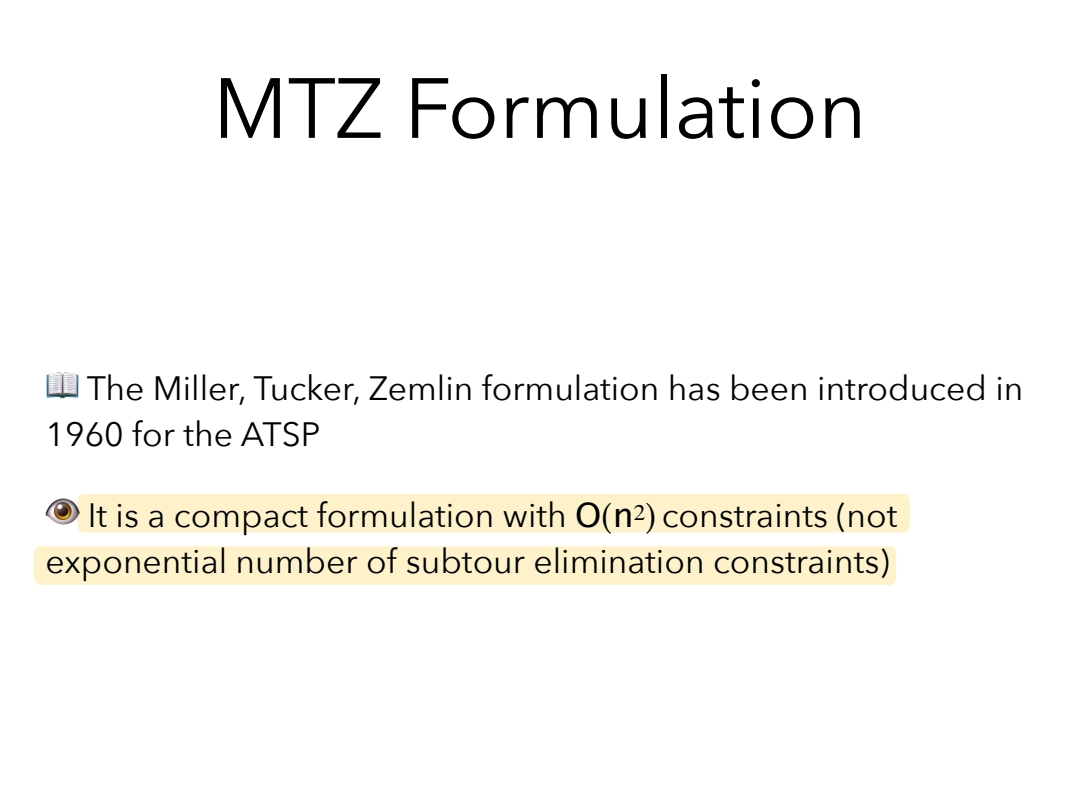 MTZ Formulation
📖 The Miller, Tucker, Zemlin formulation has been introduced in
1960 for the ATSP
👁 It is a compact formulation with O(n²) constraints (not
exponential number of subtour elimination constraints)